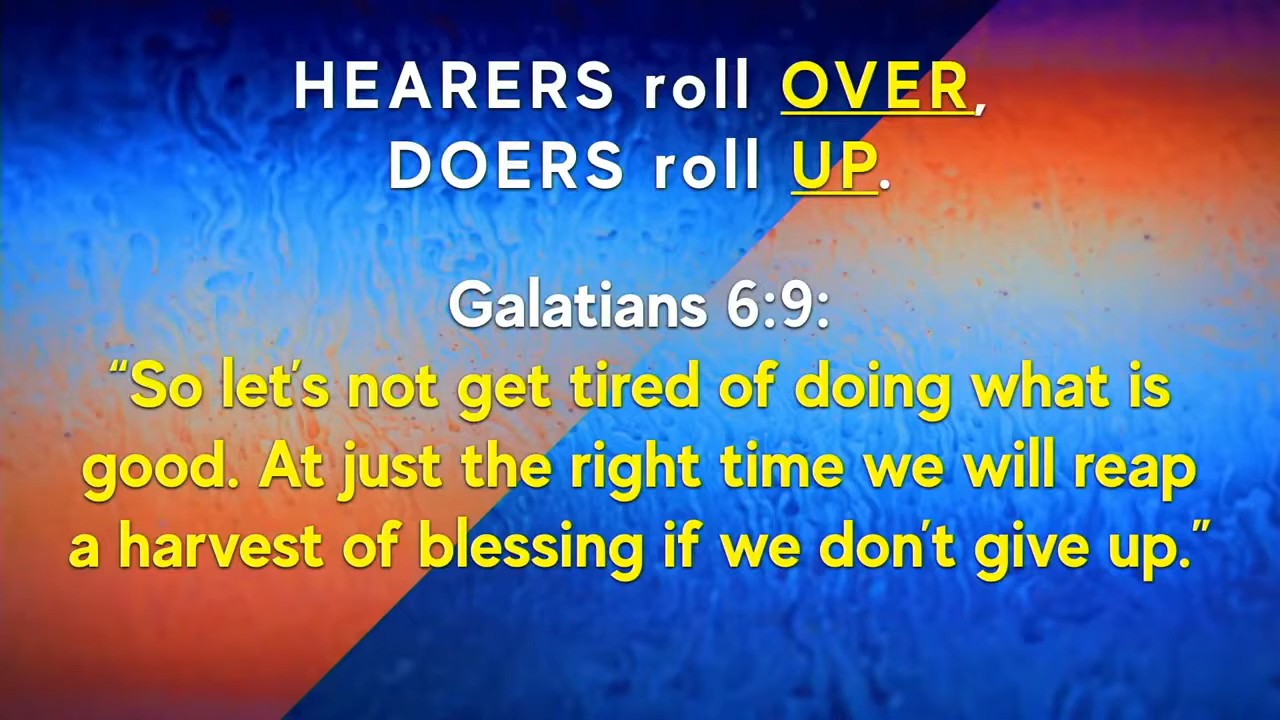 HEARERS roll OVER,
DOERS roll UP.
Galatians 6:9:
“So let’s not get tired of doing what is
good. At just the right time we will reap
a harvest of blessing if we don’t give up.”